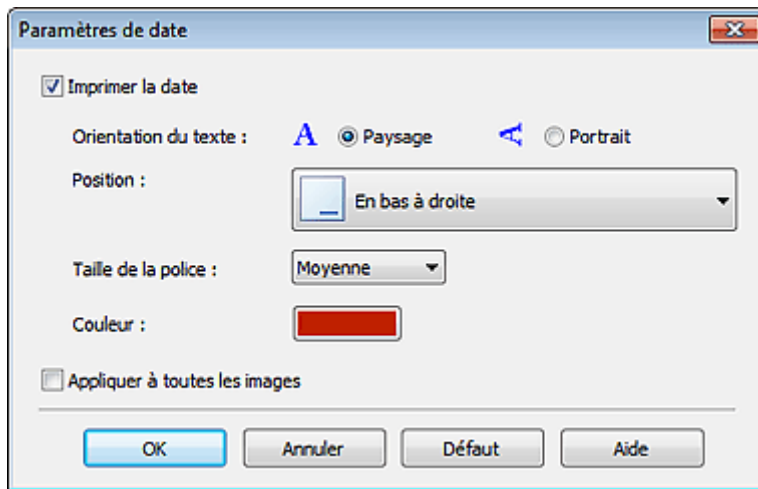 Paramètres de date
Imprimer la date
Orientation du texte : A Paysage A Portrait
Position : En bas à droite
Taille de la police : Moyenne
Couleur :
Appliquer à toutes les images
OK Annuler Défaut Aide